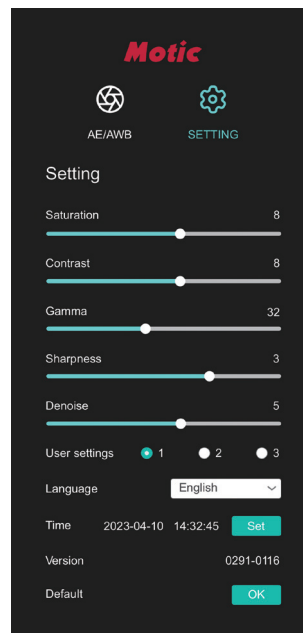 Motic
AE/AWB SETTING
Setting
Saturation 8
Contrast 8
Gamma 32
Sharpness 3
Denoise 5
User settings 1 2 3
Language English
Time 2023-04-10 14:32:45 Set
Version 0291-0116
Default OK